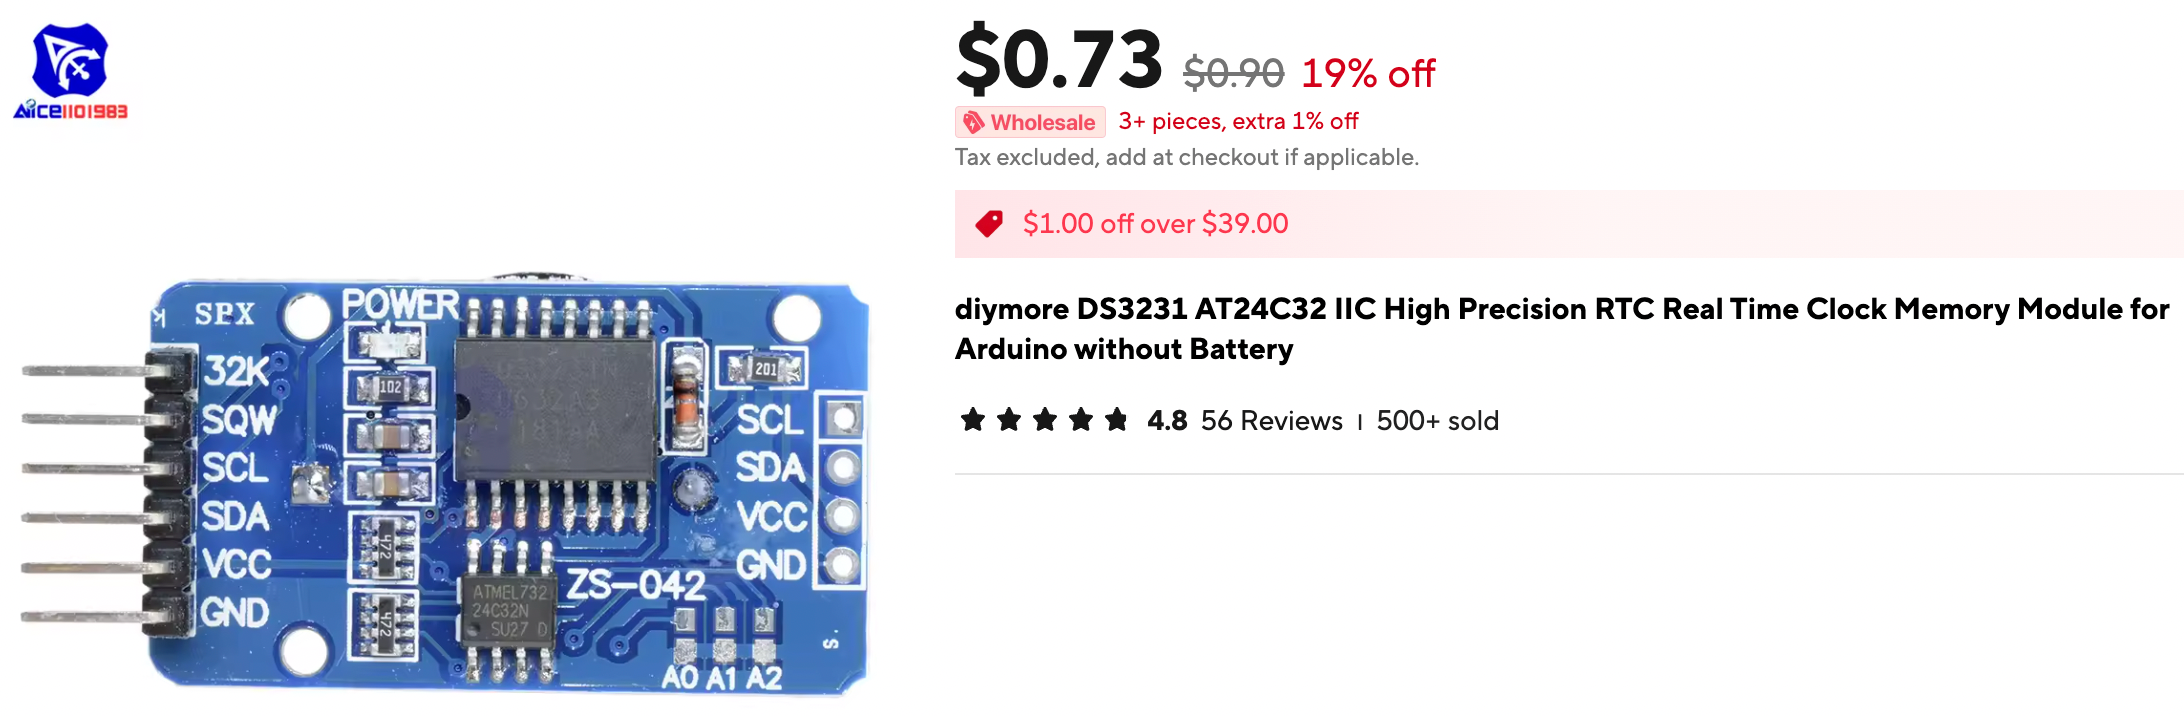 Aice1101983
$0.73 $0.90 19% off
Wholesale 3+ pieces, extra 1% off
Tax excluded, add at checkout if applicable.
$1.00 off over $39.00
diymore DS3231 AT24C32 IIC High Precision RTC Real Time Clock Memory Module for
Arduino without Battery
4.8 56 Reviews | 500+ sold
SPX
POWER
32K
SQW
SCL
SDA
VCC
GND
102
472
472
201
SCL
SDA
VCC
GND
ATMEL732
24C32N
SU27 D
ZS-042
A0 A1 A2
S.